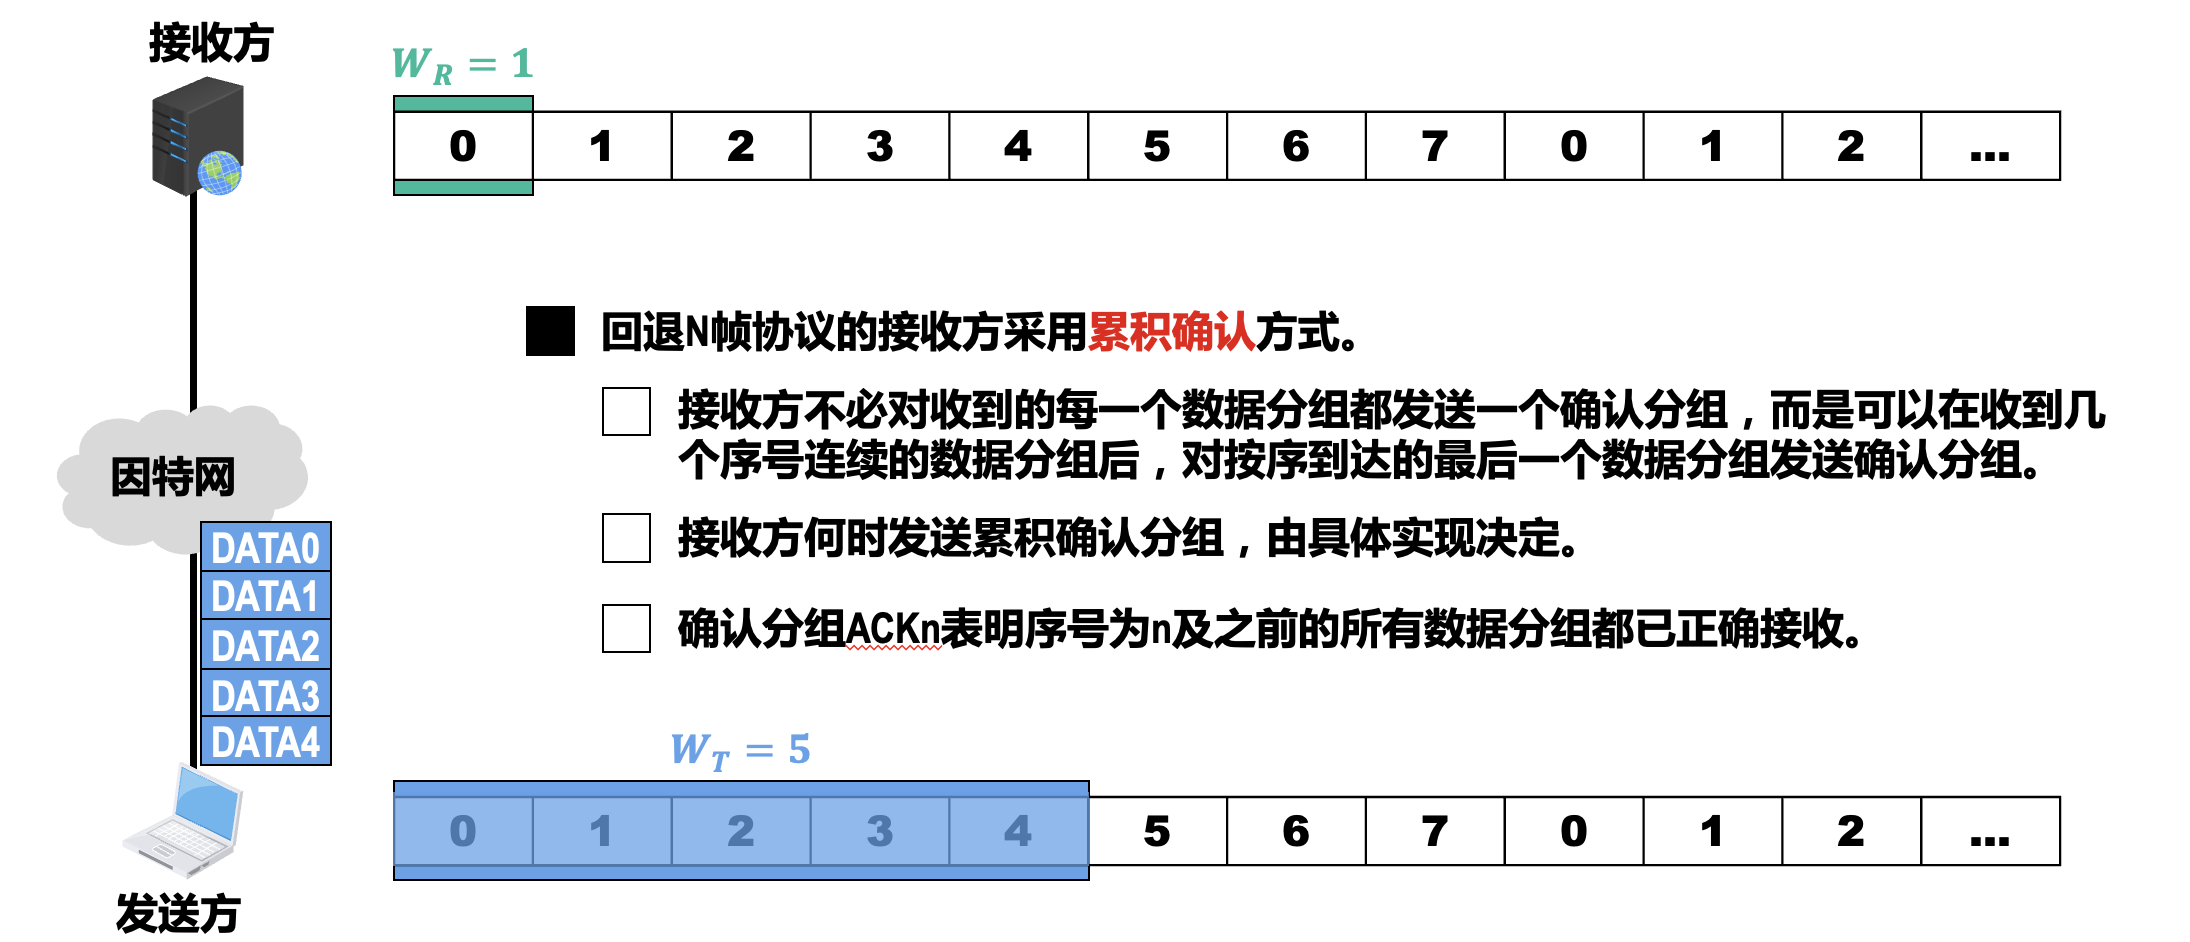 接收方
W_R = 1
0 1 2 3 4 5 6 7 0 1 2 ...
回退N帧协议的接收方采用累积确认方式。
接收方不必对收到的每一个数据分组都发送一个确认分组，而是可以在收到几
个序号连续的数据分组后，对按序到达的最后一个数据分组发送确认分组。
因特网
接收方何时发送累积确认分组，由具体实现决定。
DATA0
DATA1
确认分组ACKn表明序号为n及之前的所有数据分组都已正确接收。
DATA2
DATA3
DATA4
W_T = 5
0 1 2 3 4 5 6 7 0 1 2 ...
发送方